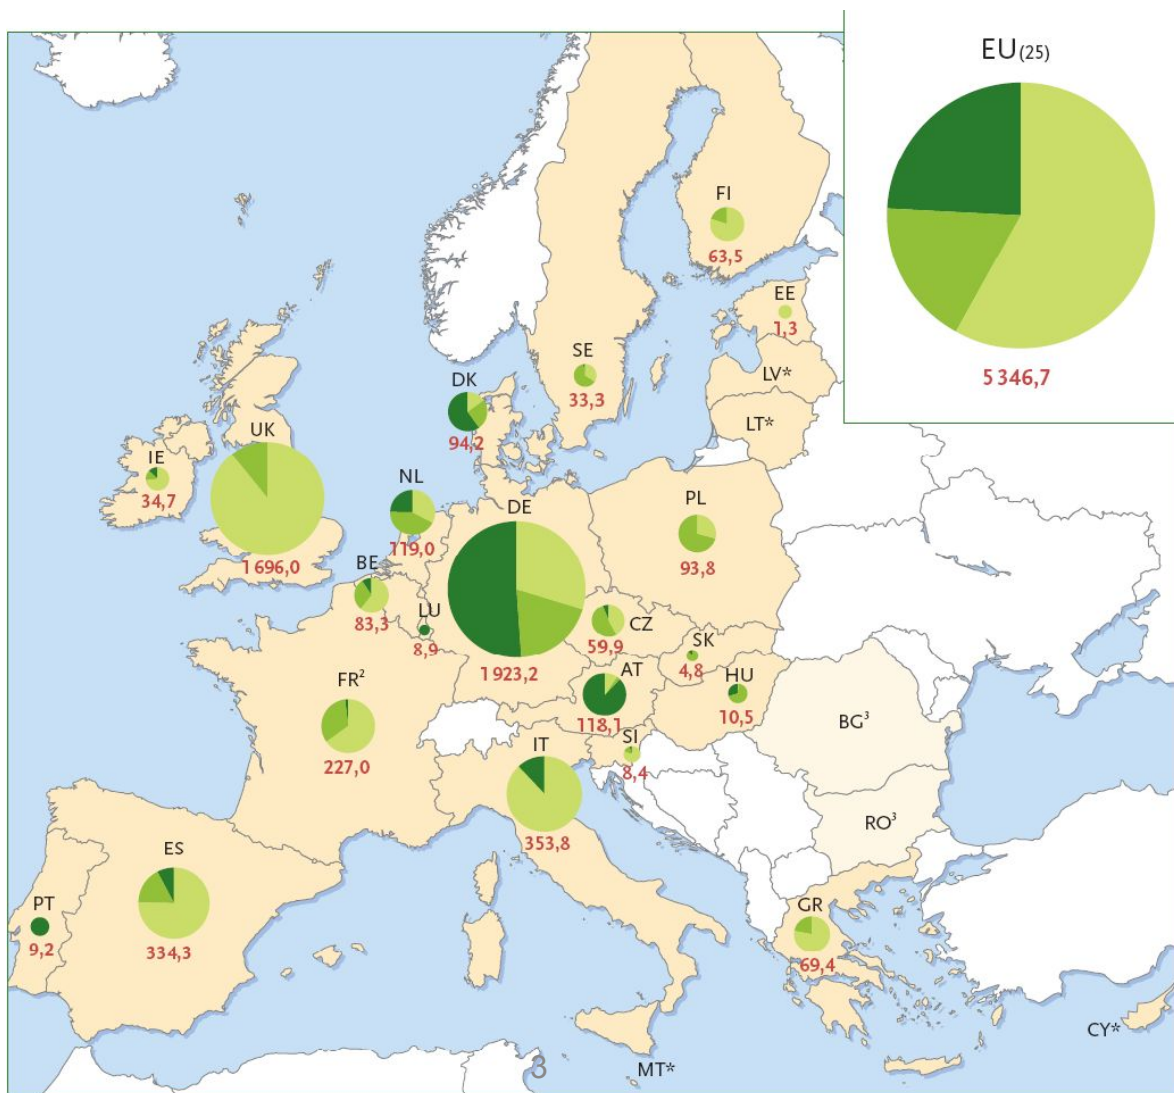 EU(25)
5 346,7
FI
63,5
EE
1,3
SE
33,3
LV*
LT*
DK
94,2
UK
1 696,0
IE
34,7
NL
119,0
DE
1 923,2
PL
93,8
BE
83,3
LU
8,9
CZ
59,9
SK
4,8
AT
118,1
HU
10,5
FR²
227,0
SI
8,4
IT
353,8
BG³
RO³
ES
334,3
PT
9,2
GR
69,4
CY*
MT*
3